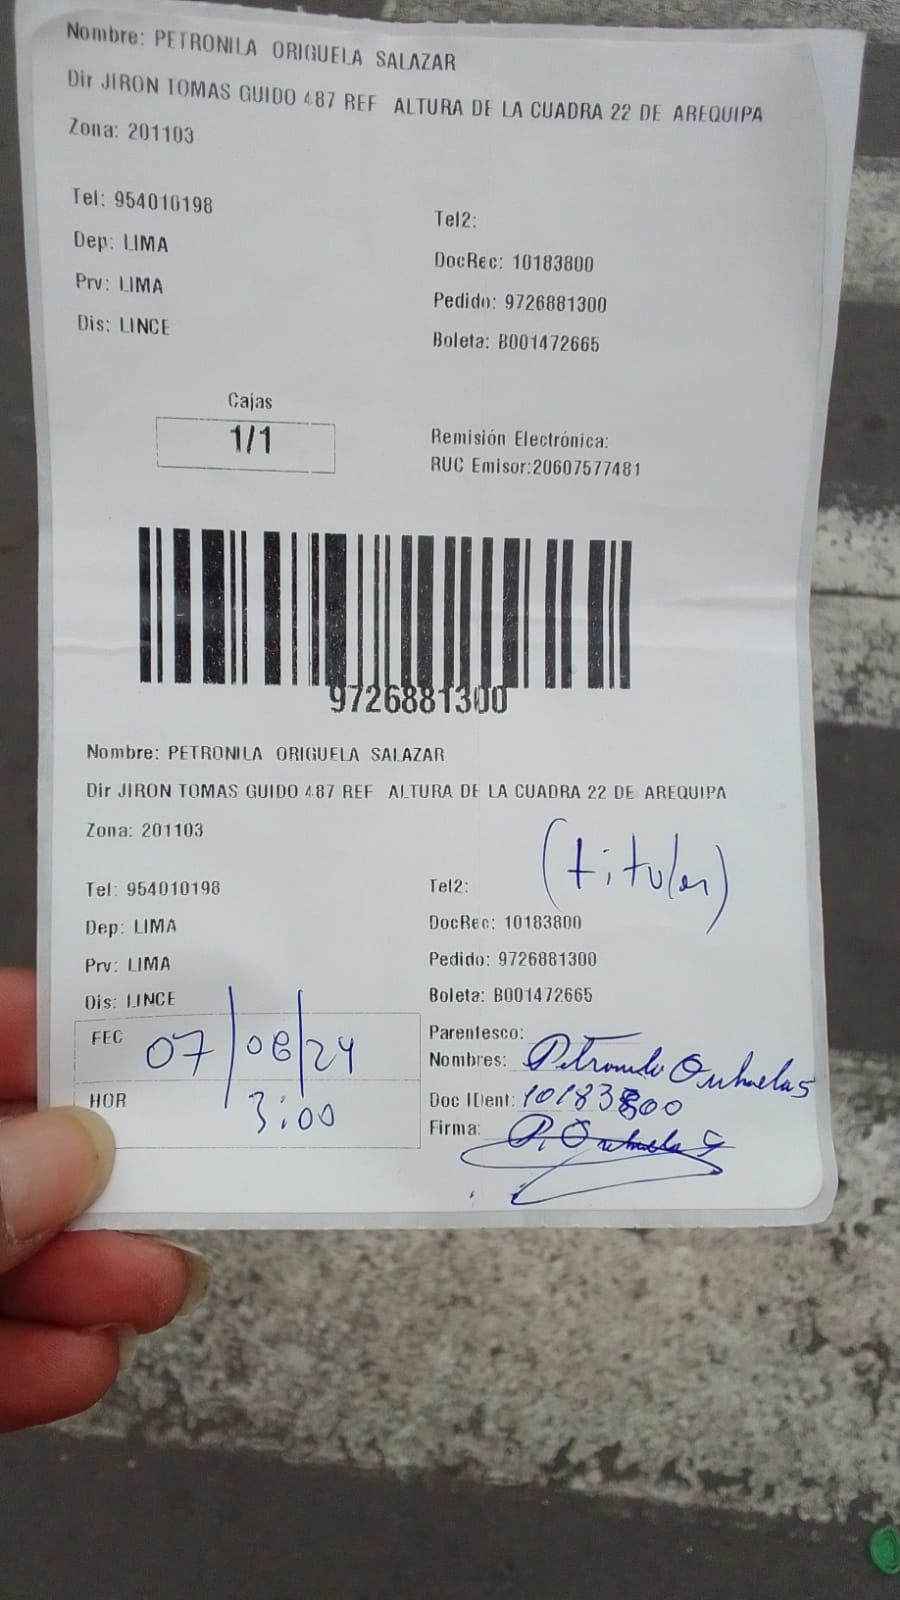 Nombre: PETRONILA ORIGUELA SALAZAR
Dir JIRON TOMAS GUIDO 487 REF ALTURA DE LA CUADRA 22 DE AREQUIPA
Zona: 201103
Tel: 954010198
Tel2:
Dep: LIMA
DocRec: 10183800
Prv: LIMA
Pedido: 9726881300
Dis: LINCE
Boleta: B001472665
Cajas
1/1
Remisión Electrónica:
RUC Emisor:20607577481
9726881300
Nombre: PETRONILA ORIGUELA SALAZAR
Dir JIRON TOMAS GUIDO 487 REF ALTURA DE LA CUADRA 22 DE AREQUIPA
Zona: 201103
(titular)
Tel: 954010198
Tel2:
Dep: LIMA
DocRec: 10183800
Prv: LIMA
Pedido: 9726881300
Dis: LINCE
Boleta: B001472665
FEC 07/08/24
Parentesco:
Nombres:
HOR 3:00
Doc IDent: 10183800
Firma: